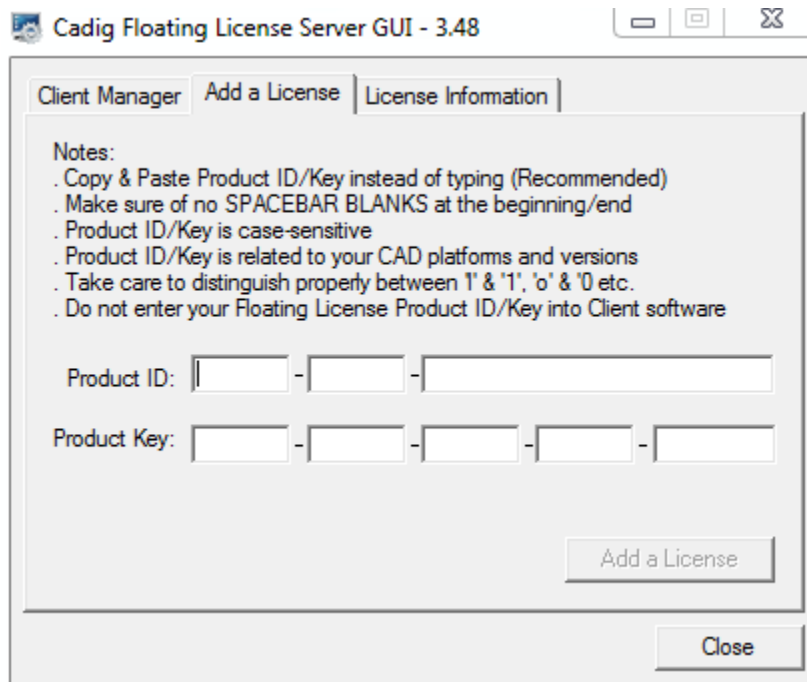 Cadig Floating License Server GUI - 3.48
Client Manager Add a License License Information
Notes:
. Copy & Paste Product ID/Key instead of typing (Recommended)
. Make sure of no SPACEBAR BLANKS at the beginning/end
. Product ID/Key is case-sensitive
. Product ID/Key is related to your CAD platforms and versions
. Take care to distinguish properly between 'l' & '1', 'o' & '0 etc.
. Do not enter your Floating License Product ID/Key into Client software
Product ID: - -
Product Key: - - - -
Add a License
Close